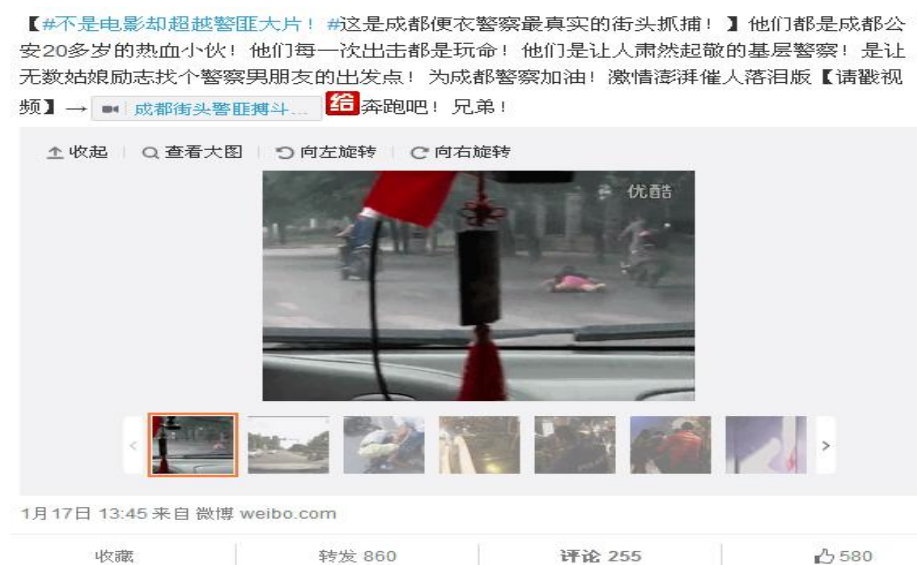 【#不是电影却超越警匪大片！#这是成都便衣警察最真实的街头抓捕！】他们都是成都公
安20多岁的热血小伙！他们每一次出击都是玩命！他们是让人肃然起敬的基层警察！是让
无数姑娘励志找个警察男朋友的出发点！为成都警察加油！激情澎湃催人落泪版【请戳视
频】→ 成都街头警匪搏斗... 给奔跑吧！兄弟！
收起 查看大图 向左旋转 向右旋转
优酷
1月17日 13:45 来自 微博 weibo.com
收藏 转发 860 评论 255 580